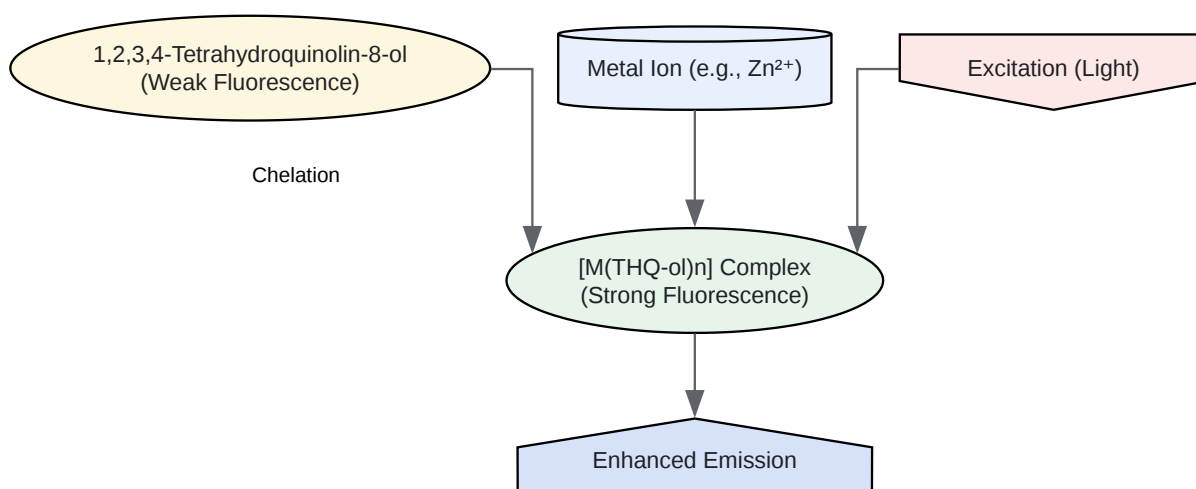 1,2,3,4-Tetrahydroquinolin-8-ol
(Weak Fluorescence)
Metal Ion (e.g., Zn²⁺)
Excitation (Light)
Chelation
[M(THQ-ol)n] Complex
(Strong Fluorescence)
Enhanced Emission